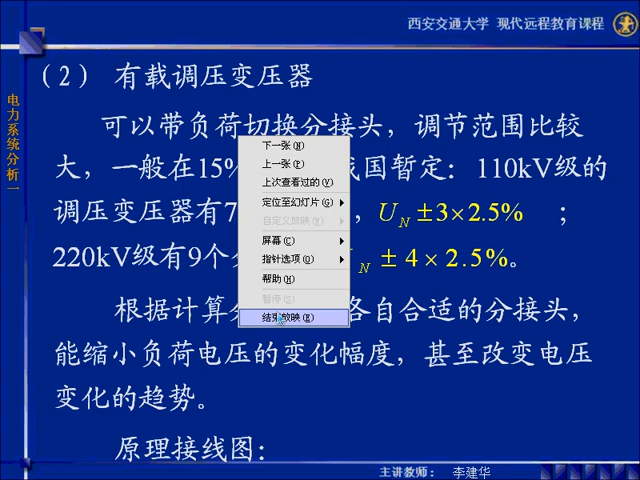 西安交通大学 现代远程教育课程
电力系统分析一
（2） 有载调压变压器
可以带负荷切换分接头，调节范围比较
大，一般在15% 我国暂定：110kV级的
调压变压器有7 ，U_N ±3×2.5% ；
220kV级有9个分 N ±4×2.5%。
根据计算分 各自合适的分接头，
能缩小负荷电压的变化幅度，甚至改变电压
变化的趋势。
原理接线图：
下一张(N)
上一张(P)
上次查看过的(V)
定位至幻灯片(G)
自定义放映(W)
屏幕(C)
指针选项(O)
帮助(H)
暂停(S)
结束放映(E)
主讲教师： 李建华